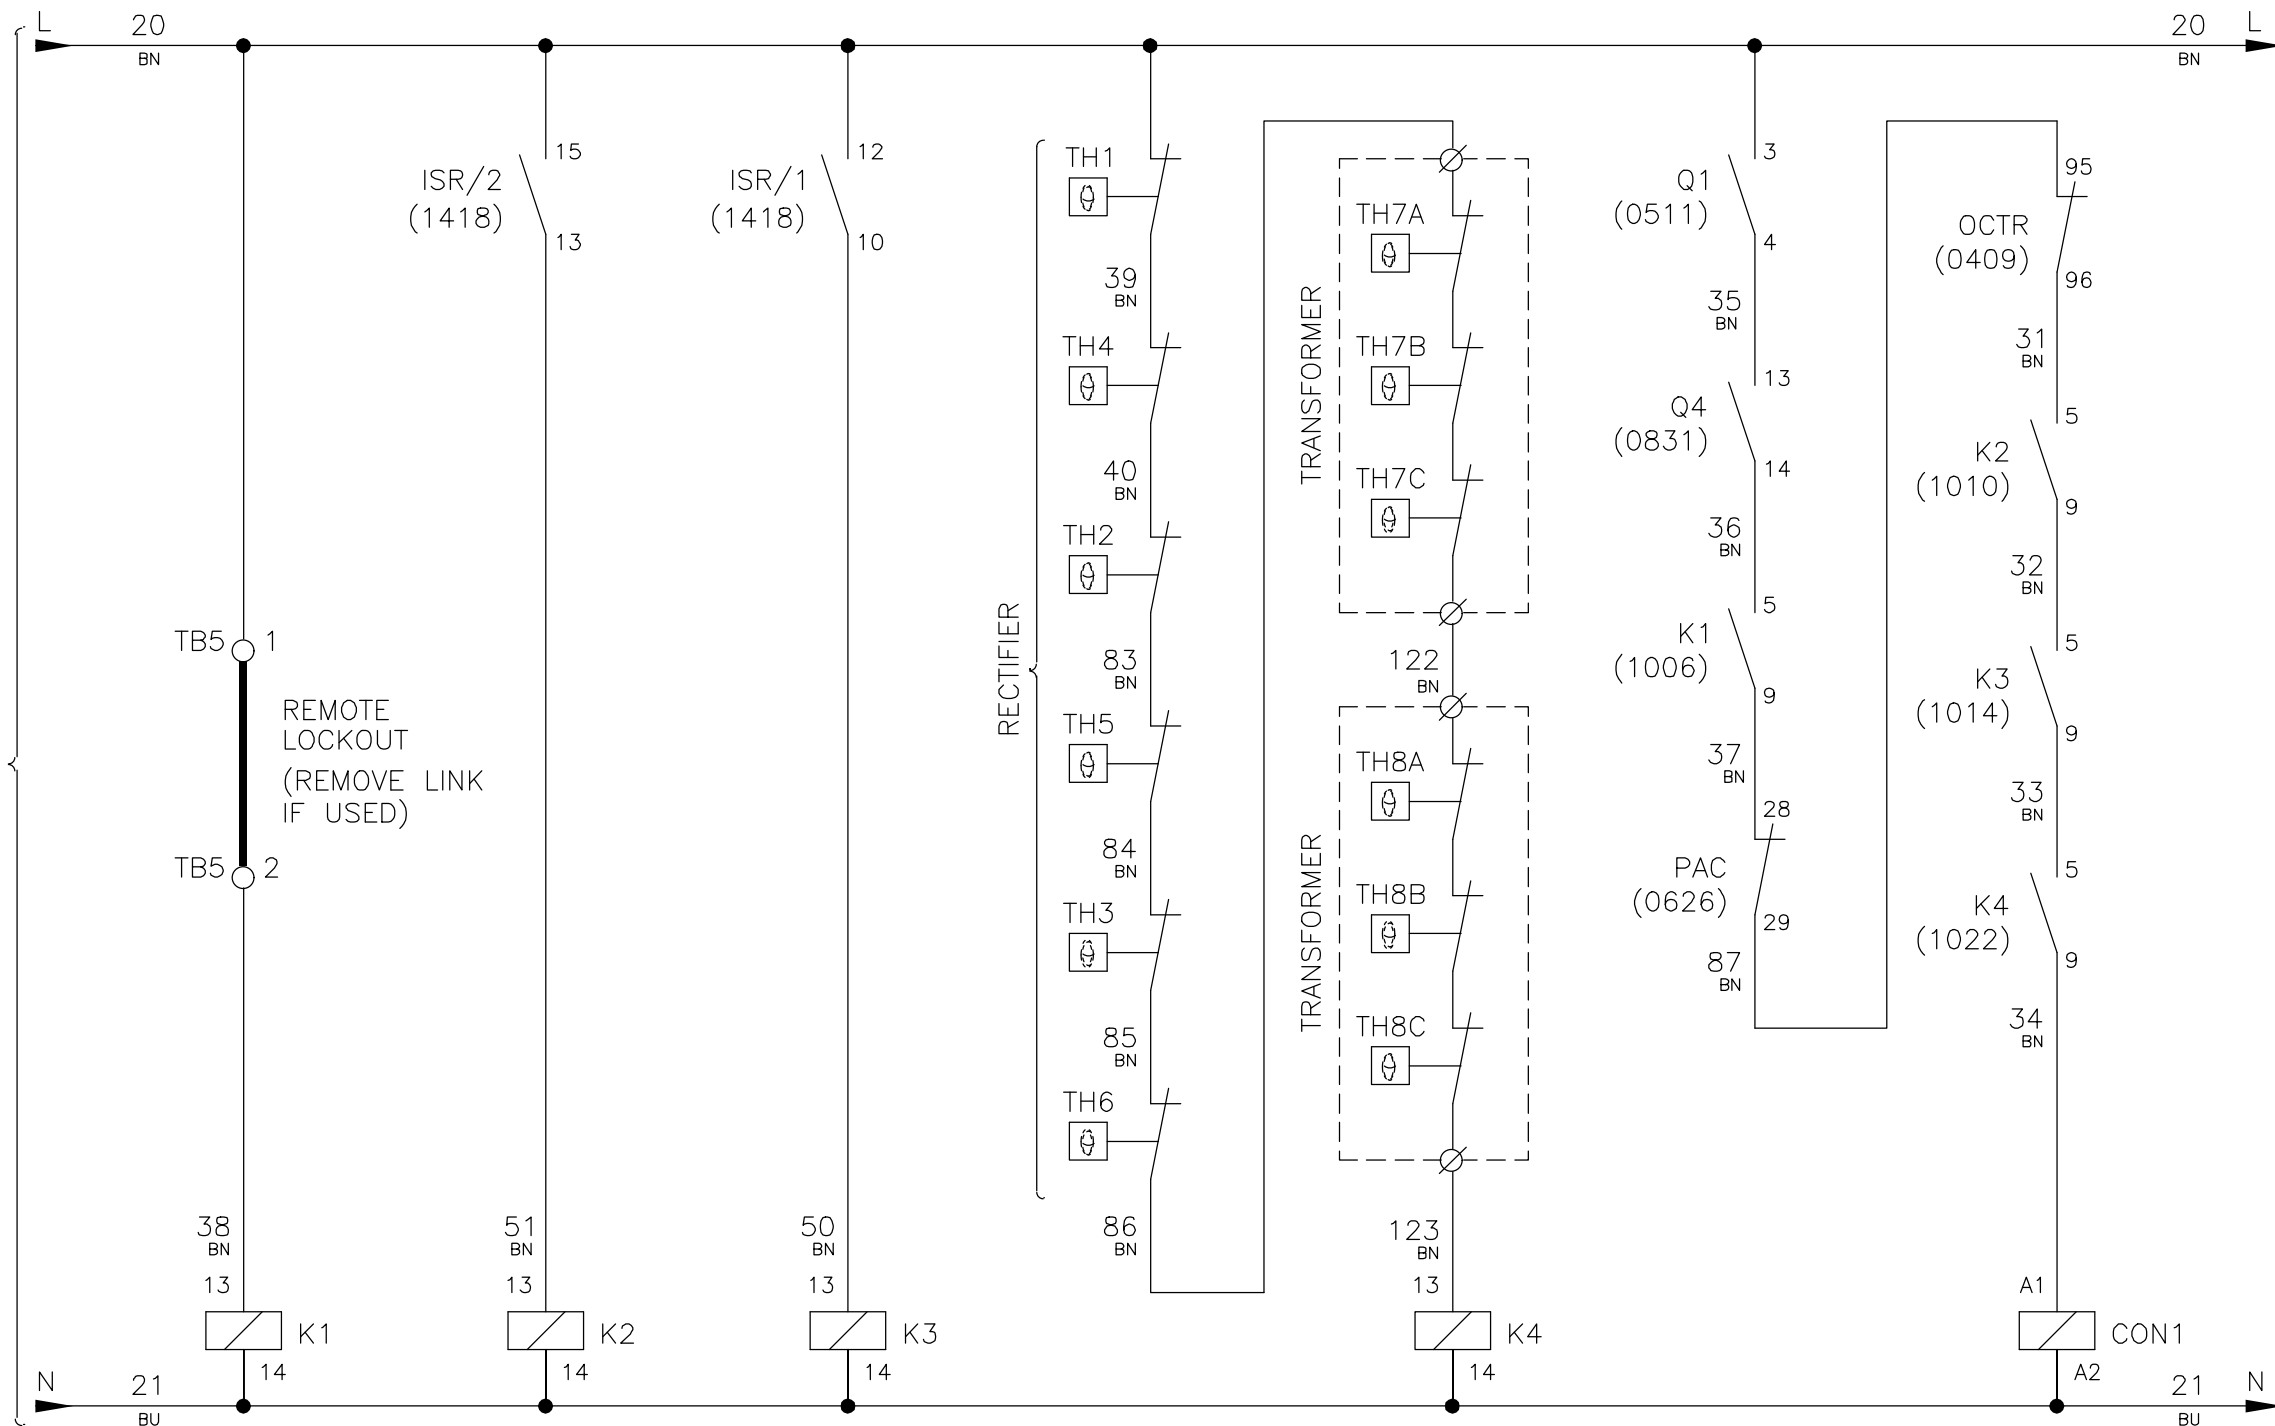 L
20
BN
20
BN
L
ISR/2
(1418)
15
13
ISR/1
(1418)
12
10
TB5
1
REMOTE
LOCKOUT
(REMOVE LINK
IF USED)
TB5
2
RECTIFIER
TH1
39
BN
TH4
40
BN
TH2
83
BN
TH5
84
BN
TH3
85
BN
TH6
86
BN
TRANSFORMER
TH7A
TH7B
TH7C
122
BN
TRANSFORMER
TH8A
TH8B
TH8C
123
BN
Q1
(0511)
3
4
35
BN
Q4
(0831)
13
14
36
BN
K1
(1006)
5
9
37
BN
PAC
(0626)
28
29
87
BN
OCTR
(0409)
95
96
31
BN
K2
(1010)
5
9
32
BN
K3
(1014)
5
9
33
BN
K4
(1022)
5
9
34
BN
38
BN
13
K1
14
51
BN
13
K2
14
50
BN
13
K3
14
13
K4
14
A1
CON1
A2
N
21
BU
21
BU
N